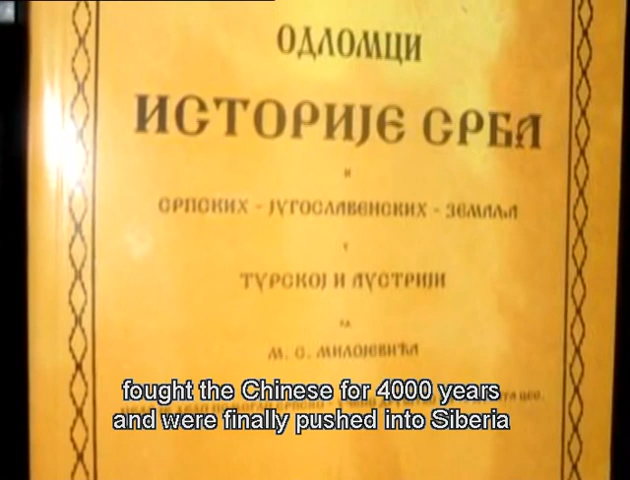 ОДЛОМЦИ
ИСТОРИЈЕ СРБА
И
СРПСКИХ - ЈУГОСЛАВЕНСКИХ - ЗЕМАЉА
У
ТУРСКОЈ И АУСТРИЈИ
ОД
М. С. МИЛОЈЕВИЋА
fought the Chinese for 4000 years
and were finally pushed into Siberia